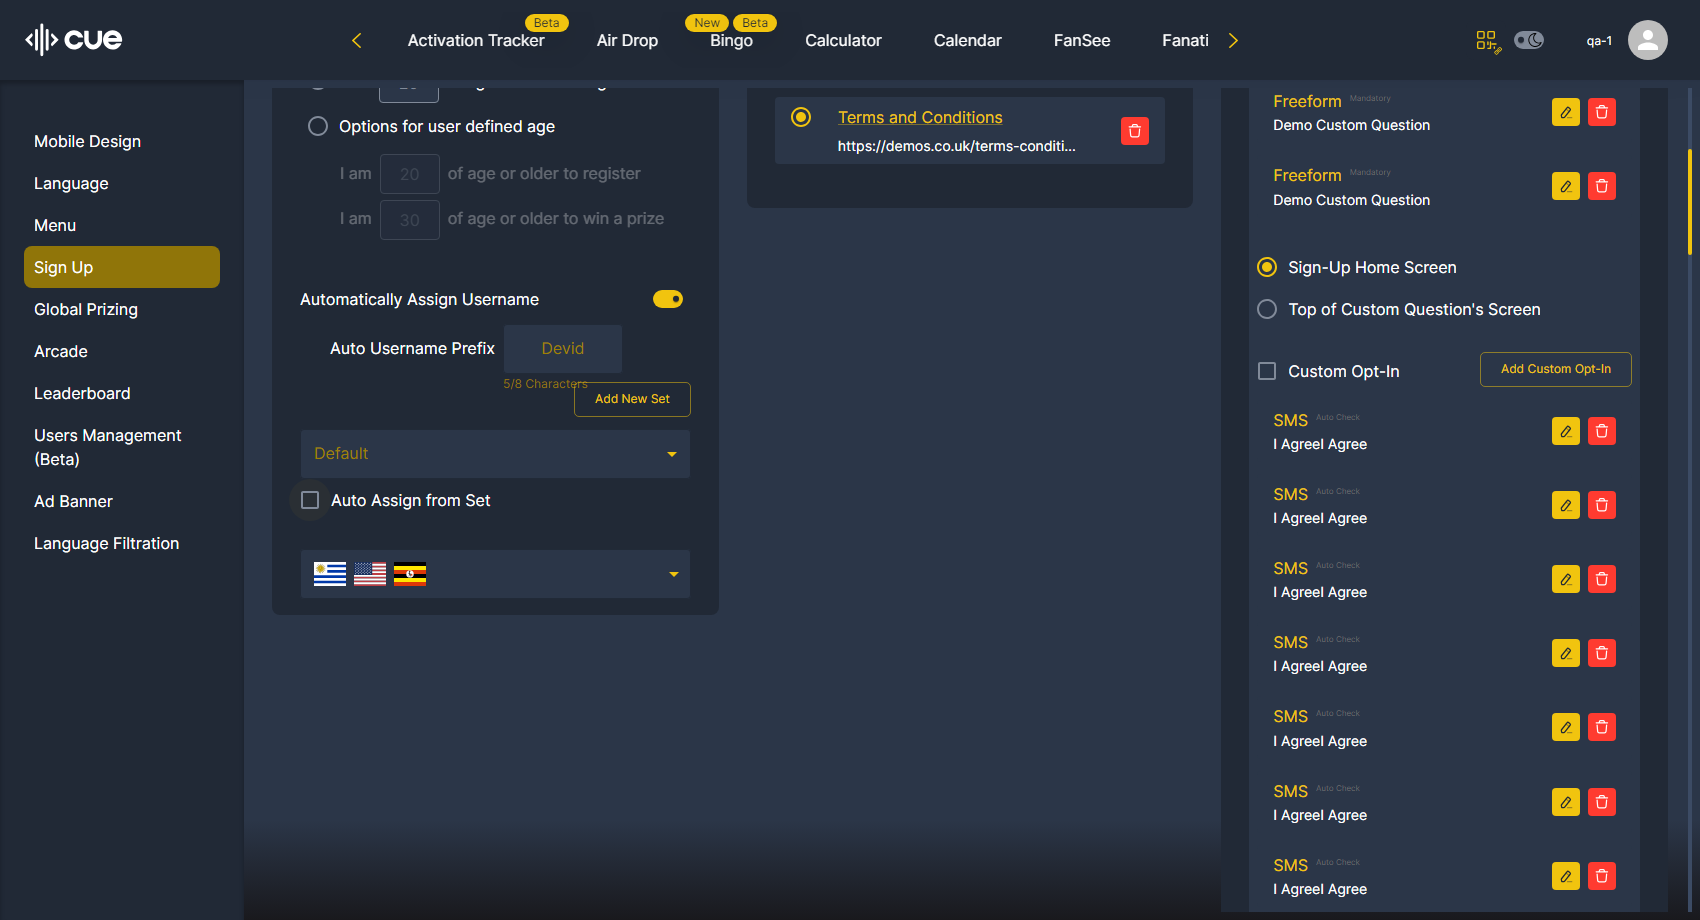 cue
Beta
New
Beta
Activation Tracker
Air Drop
Bingo
Calculator
Calendar
FanSee
Fanati
qa-1
Mobile Design
Language
Menu
Sign Up
Global Prizing
Arcade
Leaderboard
Users Management
(Beta)
Ad Banner
Language Filtration
Options for user defined age
I am 20 of age or older to register
I am 30 of age or older to win a prize
Automatically Assign Username
Auto Username Prefix
Devid
5/8 Characters
Add New Set
Default
Auto Assign from Set
Terms and Conditions
https://demos.co.uk/terms-conditi...
Freeform Mandatory
Demo Custom Question
Freeform Mandatory
Demo Custom Question
Sign-Up Home Screen
Top of Custom Question's Screen
Custom Opt-In
Add Custom Opt-In
SMS Auto Check
I AgreeI Agree
SMS Auto Check
I AgreeI Agree
SMS Auto Check
I AgreeI Agree
SMS Auto Check
I AgreeI Agree
SMS Auto Check
I AgreeI Agree
SMS Auto Check
I AgreeI Agree
SMS Auto Check
I AgreeI Agree